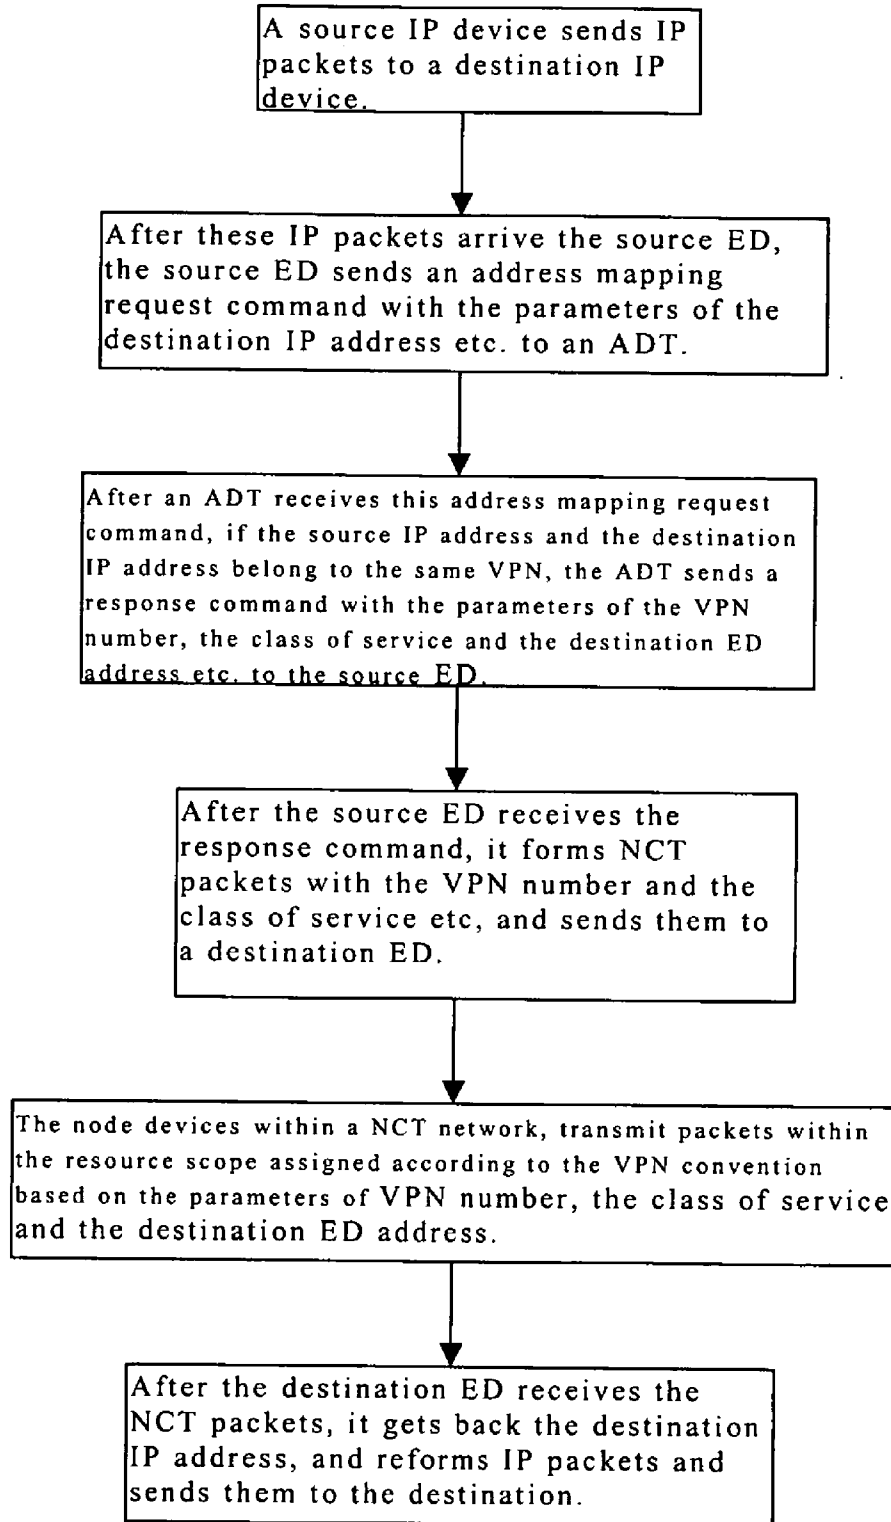 A source IP device sends IP
packets to a destination IP
device.
After these IP packets arrive the source ED,
the source ED sends an address mapping
request command with the parameters of the
destination IP address etc. to an ADT.
After an ADT receives this address mapping request
command, if the source IP address and the destination
IP address belong to the same VPN, the ADT sends a
response command with the parameters of the VPN
number, the class of service and the destination ED
address etc. to the source ED.
After the source ED receives the
response command, it forms NCT
packets with the VPN number and the
class of service etc, and sends them to
a destination ED.
The node devices within a NCT network, transmit packets within
the resource scope assigned according to the VPN convention
based on the parameters of VPN number, the class of service
and the destination ED address.
After the destination ED receives the
NCT packets, it gets back the destination
IP address, and reforms IP packets and
sends them to the destination.